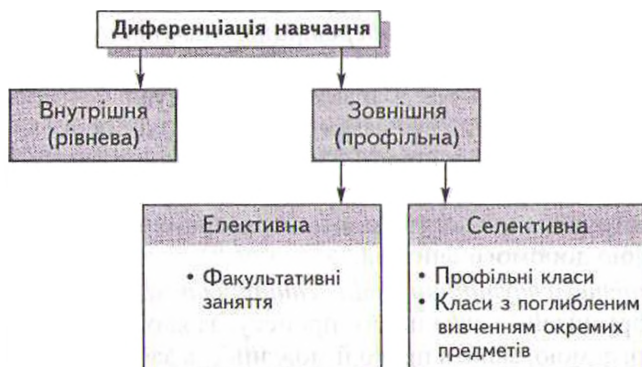 Диференціація навчання
Внутрішня
(рівнева)
Зовнішня
(профільна)
Елективна
• Факультативні
заняття
Селективна
• Профільні класи
• Класи з поглибленим
вивченням окремих
предметів